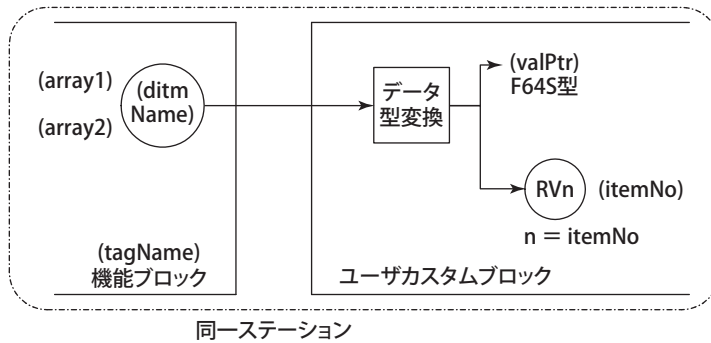 (array1)
(array2)
(ditm
Name)
(tagName)
機能ブロック
データ
型変換
(valPtr)
F64S型
RVn
(itemNo)
n ＝ itemNo
ユーザカスタムブロック
同一ステーション